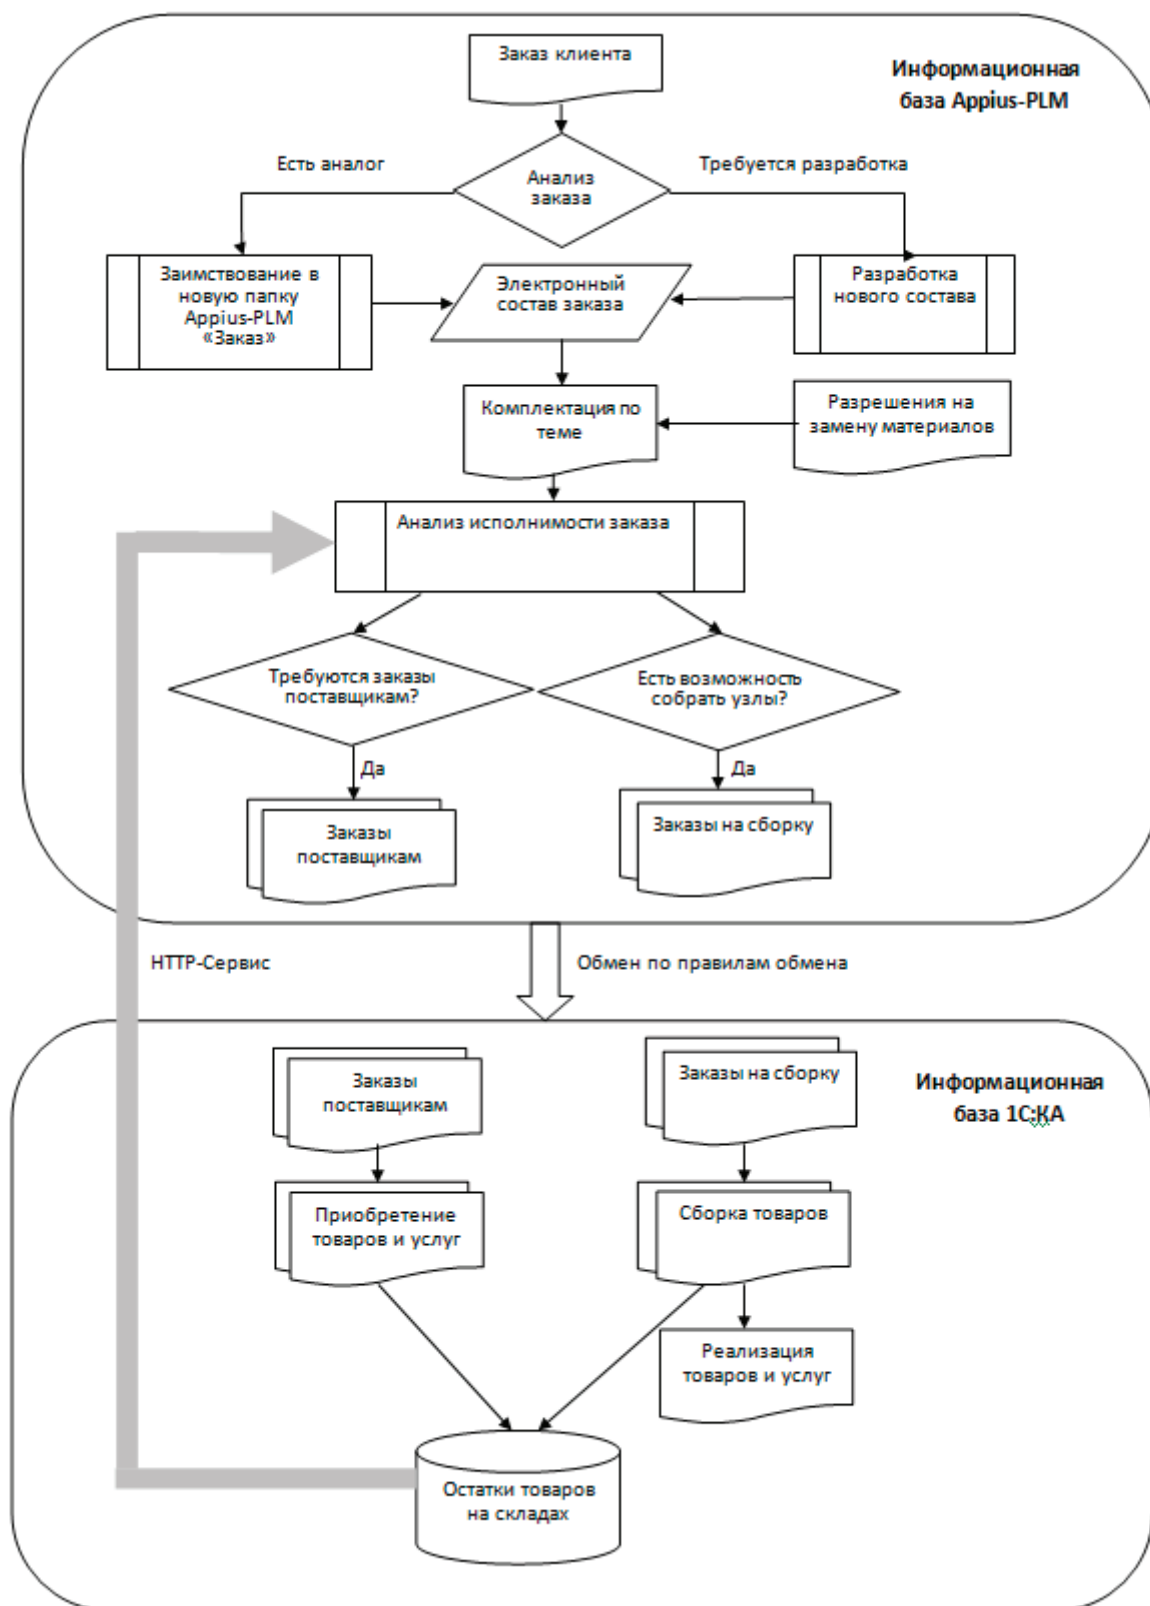 Заказ клиента
Информационная
база Appius-PLM
Есть аналог
Требуется разработка
Анализ
заказа
Заимствование в
новую папку
Appius-PLM
«Заказ»
Электронный
состав заказа
Разработка
нового состава
Комплектация по
теме
Разрешения на
замену материалов
Анализ исполнимости заказа
Требуются заказы
поставщикам?
Есть возможность
собрать узлы?
Да
Да
Заказы
поставщикам
Заказы на сборку
HTTP-Сервис
Обмен по правилам обмена
Заказы
поставщикам
Заказы на сборку
Информационная
база 1С:КА
Приобретение
товаров и услуг
Сборка товаров
Реализация
товаров и услуг
Остатки товаров
на складах